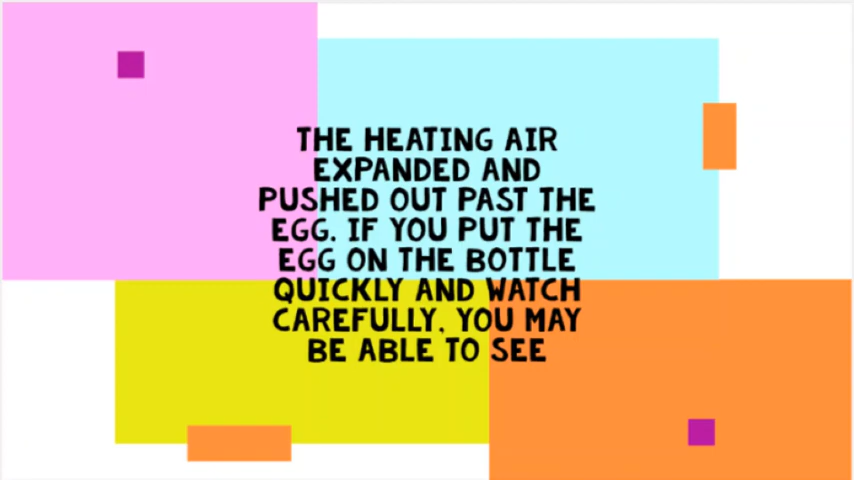 THE HEATING AIR
EXPANDED AND
PUSHED OUT PAST THE
EGG. IF YOU PUT THE
EGG ON THE BOTTLE
QUICKLY AND WATCH
CAREFULLY, YOU MAY
BE ABLE TO SEE